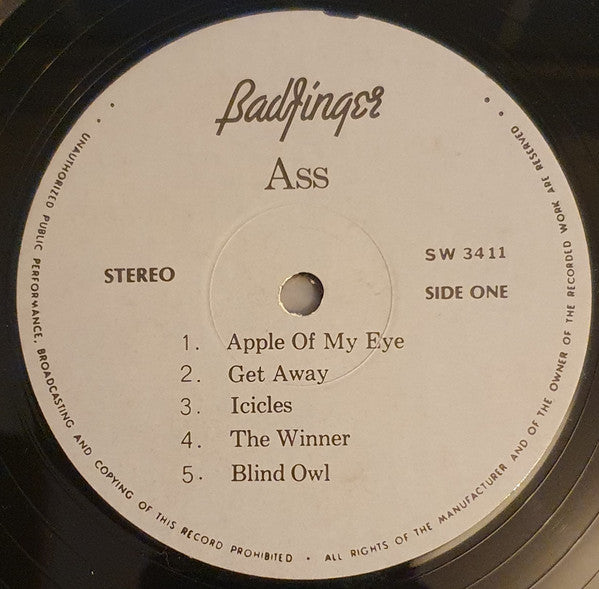 Badfinger
Ass
STEREO
SW 3411
SIDE ONE
1. Apple Of My Eye
2. Get Away
3. Icicles
4. The Winner
5. Blind Owl
• UNAUTHORIZED PUBLIC PERFORMANCE, BROADCASTING AND COPYING OF THIS RECORD PROHIBITED • ALL RIGHTS OF THE MANUFACTURER AND OF THE OWNER OF THE RECORDED WORK ARE RESERVED •